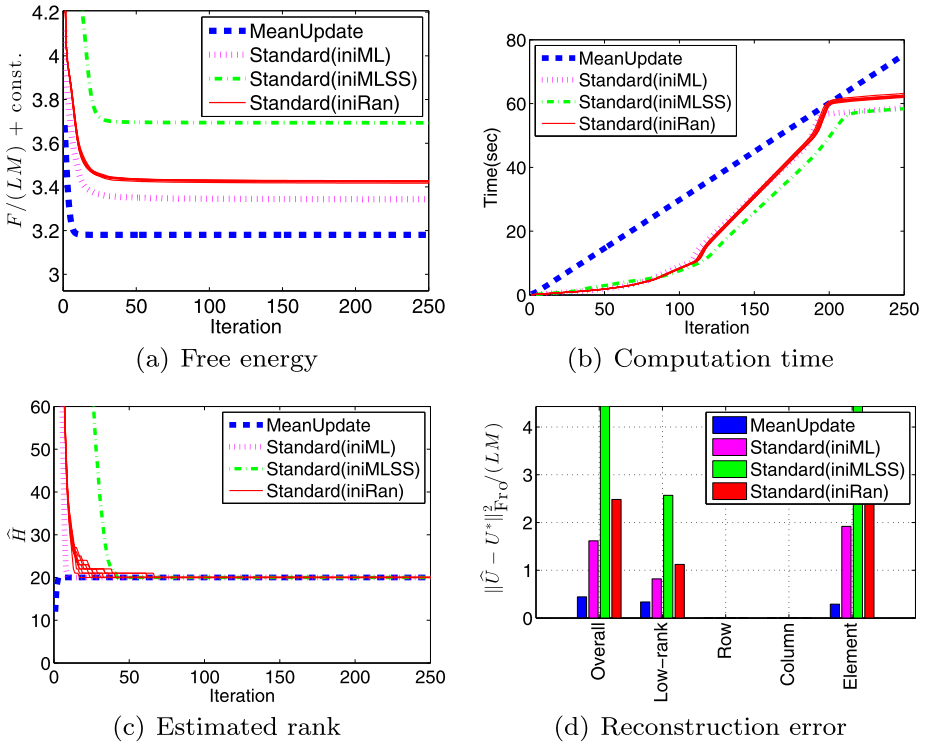 4.2
4
3.8
3.6
3.4
3.2
3
F/(LM) + const.
MeanUpdate
Standard(iniML)
Standard(iniMLSS)
Standard(iniRan)
0 50 100 150 200 250
Iteration
(a) Free energy
80
60
40
20
0
Time(sec)
MeanUpdate
Standard(iniML)
Standard(iniMLSS)
Standard(iniRan)
0 50 100 150 200 250
Iteration
(b) Computation time
60
50
40
30
20
10
0
Ĥ
MeanUpdate
Standard(iniML)
Standard(iniMLSS)
Standard(iniRan)
0 50 100 150 200 250
Iteration
(c) Estimated rank
4
3
2
1
0
||Û − U*||²Fro/(LM)
MeanUpdate
Standard(iniML)
Standard(iniMLSS)
Standard(iniRan)
Overall
Low−rank
Row
Column
Element
(d) Reconstruction error